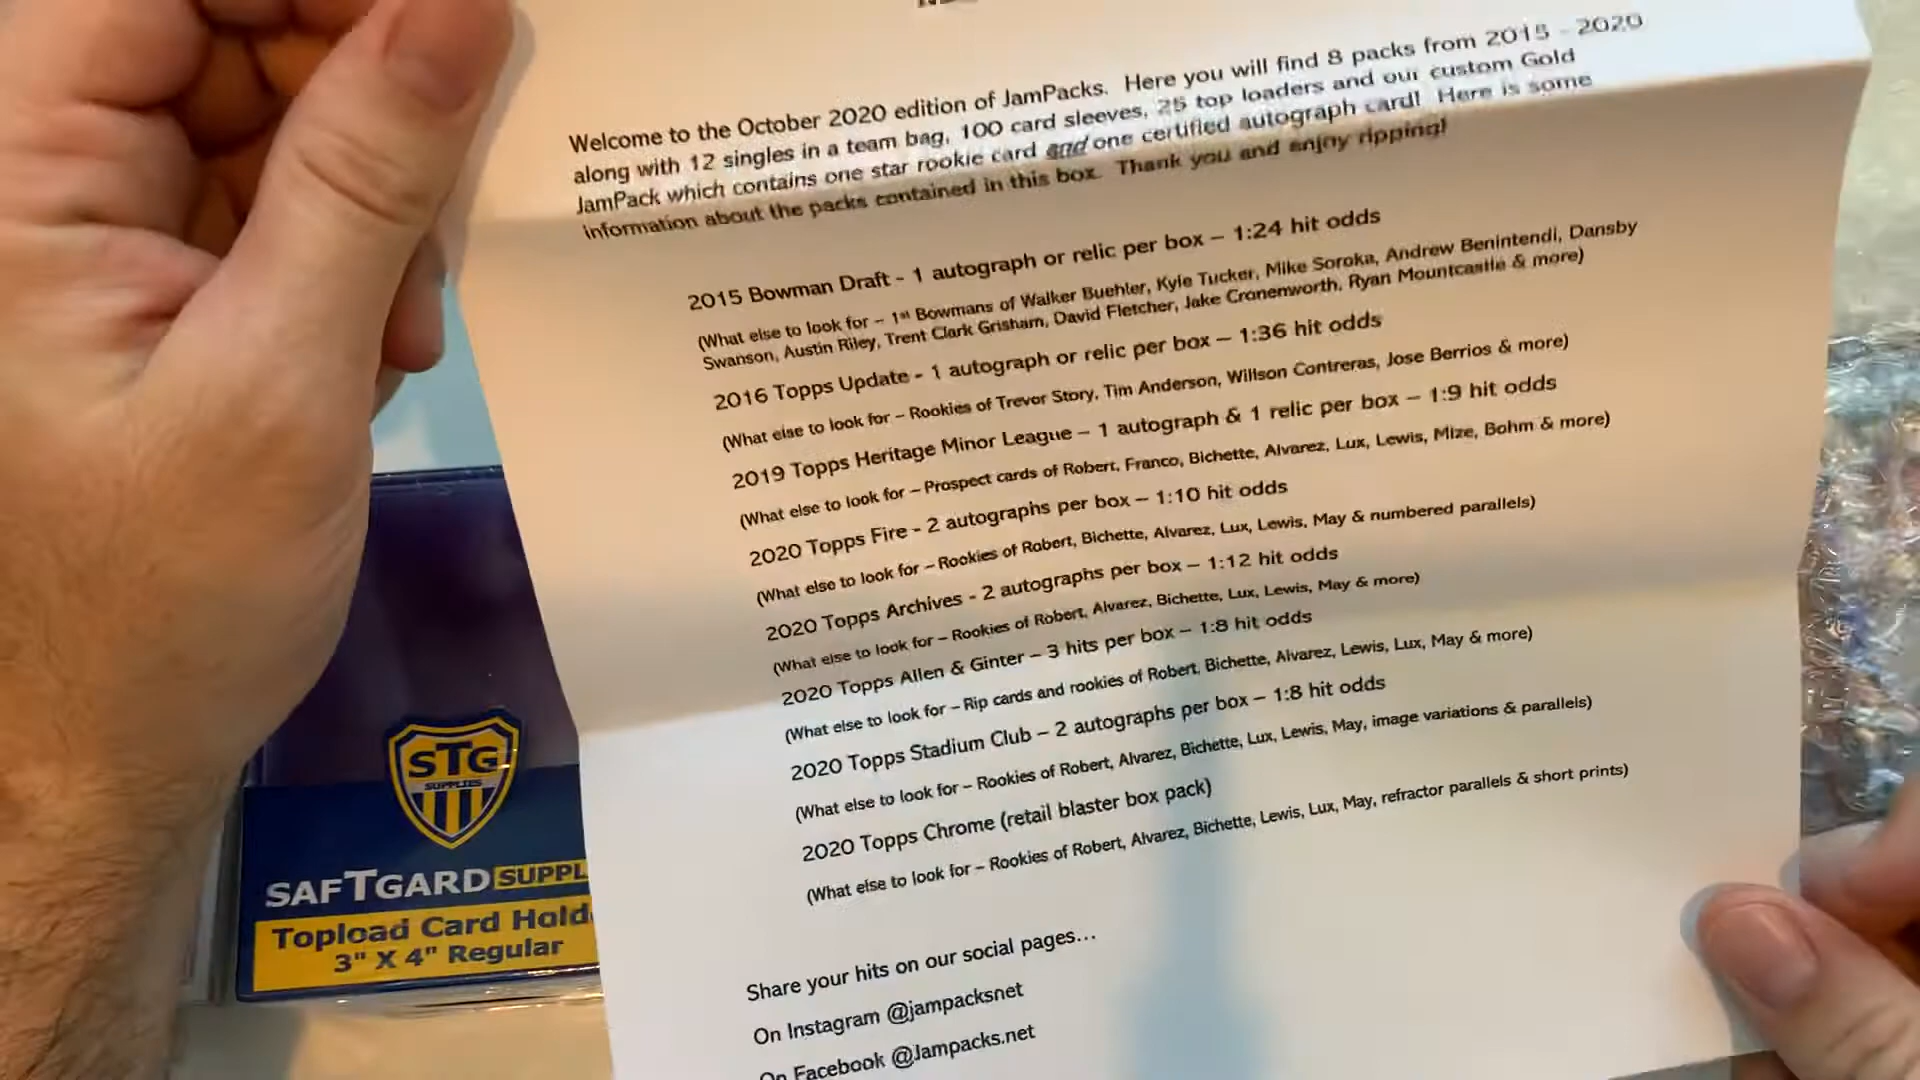 Welcome to the October 2020 edition of JamPacks. Here you will find 8 packs from 2015 - 2020
along with 12 singles in a team bag, 100 card sleeves, 25 top loaders and our custom Gold
JamPack which contains one star rookie card and one certified autograph card! Here is some
information about the packs contained in this box. Thank you and enjoy ripping!
2015 Bowman Draft - 1 autograph or relic per box – 1:24 hit odds
(What else to look for – 1st Bowmans of Walker Buehler, Kyle Tucker, Mike Soroka, Andrew Benintendi, Dansby
Swanson, Austin Riley, Trent Clark Grisham, David Fletcher, Jake Cronenworth, Ryan Mountcastle & more)
2016 Topps Update - 1 autograph or relic per box – 1:36 hit odds
(What else to look for – Rookies of Trevor Story, Tim Anderson, Willson Contreras, Jose Berrios & more)
2019 Topps Heritage Minor League – 1 autograph & 1 relic per box – 1:9 hit odds
(What else to look for – Prospect cards of Robert, Franco, Bichette, Alvarez, Lux, Lewis, Mize, Bohm & more)
2020 Topps Fire - 2 autographs per box – 1:10 hit odds
(What else to look for – Rookies of Robert, Bichette, Alvarez, Lux, Lewis, May & numbered parallels)
2020 Topps Archives - 2 autographs per box – 1:12 hit odds
(What else to look for – Rookies of Robert, Alvarez, Bichette, Lux, Lewis, May & more)
2020 Topps Allen & Ginter – 3 hits per box – 1:8 hit odds
(What else to look for – Rip cards and rookies of Robert, Bichette, Alvarez, Lewis, Lux, May & more)
2020 Topps Stadium Club – 2 autographs per box – 1:8 hit odds
(What else to look for – Rookies of Robert, Alvarez, Bichette, Lux, Lewis, May, image variations & parallels)
2020 Topps Chrome (retail blaster box pack)
(What else to look for – Rookies of Robert, Alvarez, Bichette, Lewis, Lux, May, refractor parallels & short prints)
Share your hits on our social pages...
On Instagram @jampacksnet
On Facebook @Jampacks.net
STG
SUPPLIES
SAFTGARD SUPPL
Topload Card Hold
3" X 4" Regular